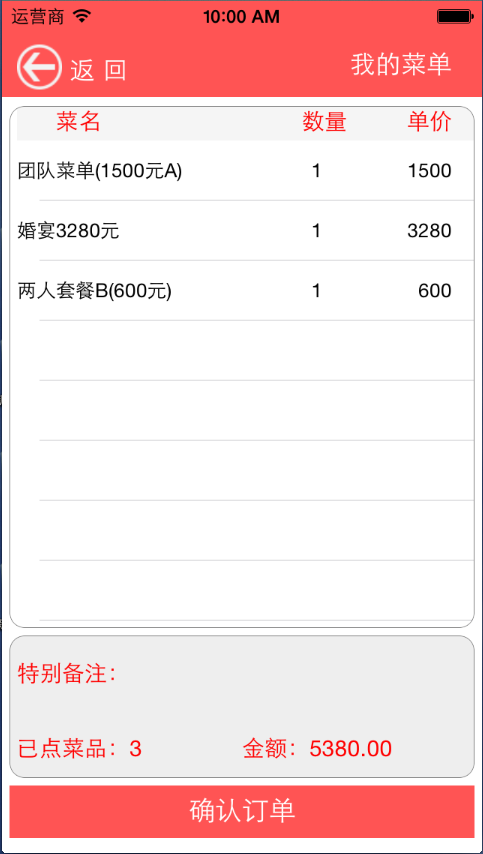 运营商 10:00 AM
返 回 我的菜单
菜名 数量 单价
团队菜单(1500元A) 1 1500
婚宴3280元 1 3280
两人套餐B(600元) 1 600
特别备注:
已点菜品:3 金额:5380.00
确认订单